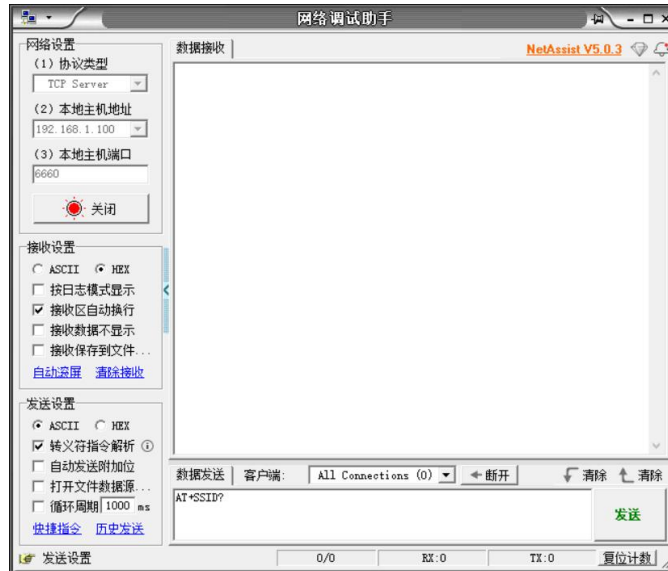 网络调试助手
网络设置
(1) 协议类型
TCP Server
(2) 本地主机地址
192.168.1.100
(3) 本地主机端口
6660
关闭
接收设置
ASCII HEX
按日志模式显示
接收区自动换行
接收数据不显示
接收保存到文件...
自动滚屏 清除接收
发送设置
ASCII HEX
转义符指令解析
自动发送附加位
打开文件数据源...
循环周期 1000 ms
快捷指令 历史发送
数据接收 NetAssist V5.0.3
数据发送 客户端: All Connections (0) 断开 清除 清除
AT+SSID?
发送
发送设置 0/0 RX:0 TX:0 复位计数